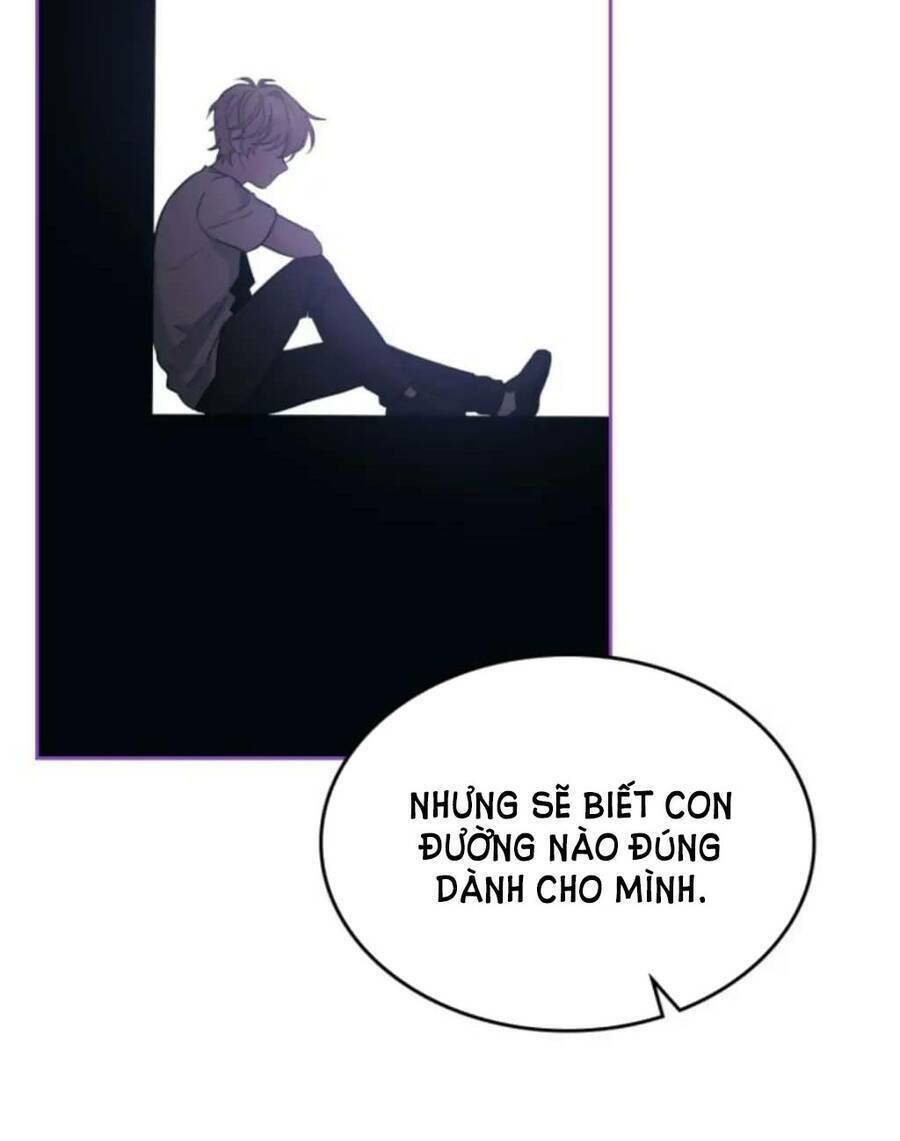 NHƯNG SẼ BIẾT CON
ĐƯỜNG NÀO ĐÚNG
DÀNH CHO MÌNH.